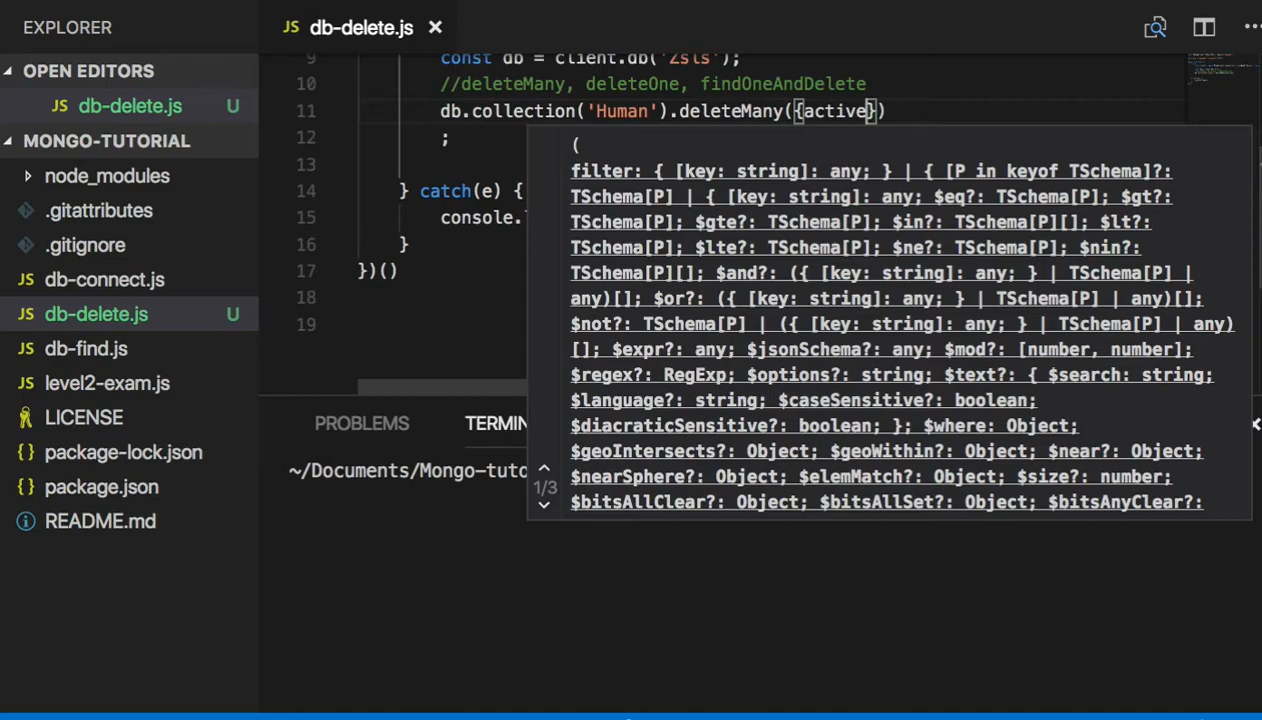 EXPLORER
JS db-delete.js ×
OPEN EDITORS
JS db-delete.js U
MONGO-TUTORIAL
node_modules
.gitattributes
.gitignore
JS db-connect.js
JS db-delete.js U
JS db-find.js
JS level2-exam.js
LICENSE
{} package-lock.json
{} package.json
README.md
9 const db = client.db('Zsls');
10 //deleteMany, deleteOne, findOneAndDelete
11 db.collection('Human').deleteMany({active})
12 ;
13
14 } catch(e) {
15 console.
16 }
17 })()
18
19
(
filter: { [key: string]: any; } | { [P in keyof TSchema]?:
TSchema[P] | { [key: string]: any; $eq?: TSchema[P]; $gt?:
TSchema[P]; $gte?: TSchema[P]; $in?: TSchema[P][]; $lt?:
TSchema[P]; $lte?: TSchema[P]; $ne?: TSchema[P]; $nin?:
TSchema[P][]; $and?: ({ [key: string]: any; } | TSchema[P] |
any)[]; $or?: ({ [key: string]: any; } | TSchema[P] | any)[];
$not?: TSchema[P] | ({ [key: string]: any; } | TSchema[P] | any)
[]; $expr?: any; $jsonSchema?: any; $mod?: [number, number];
$regex?: RegExp; $options?: string; $text?: { $search: string;
$language?: string; $caseSensitive?: boolean;
$diacraticSensitive?: boolean; }; $where: Object;
$geoIntersects?: Object; $geoWithin?: Object; $near?: Object;
$nearSphere?: Object; $elemMatch?: Object; $size?: number;
$bitsAllClear?: Object; $bitsAllSet?: Object; $bitsAnyClear?:
1/3
PROBLEMS TERMIN
~/Documents/Mongo-tuto